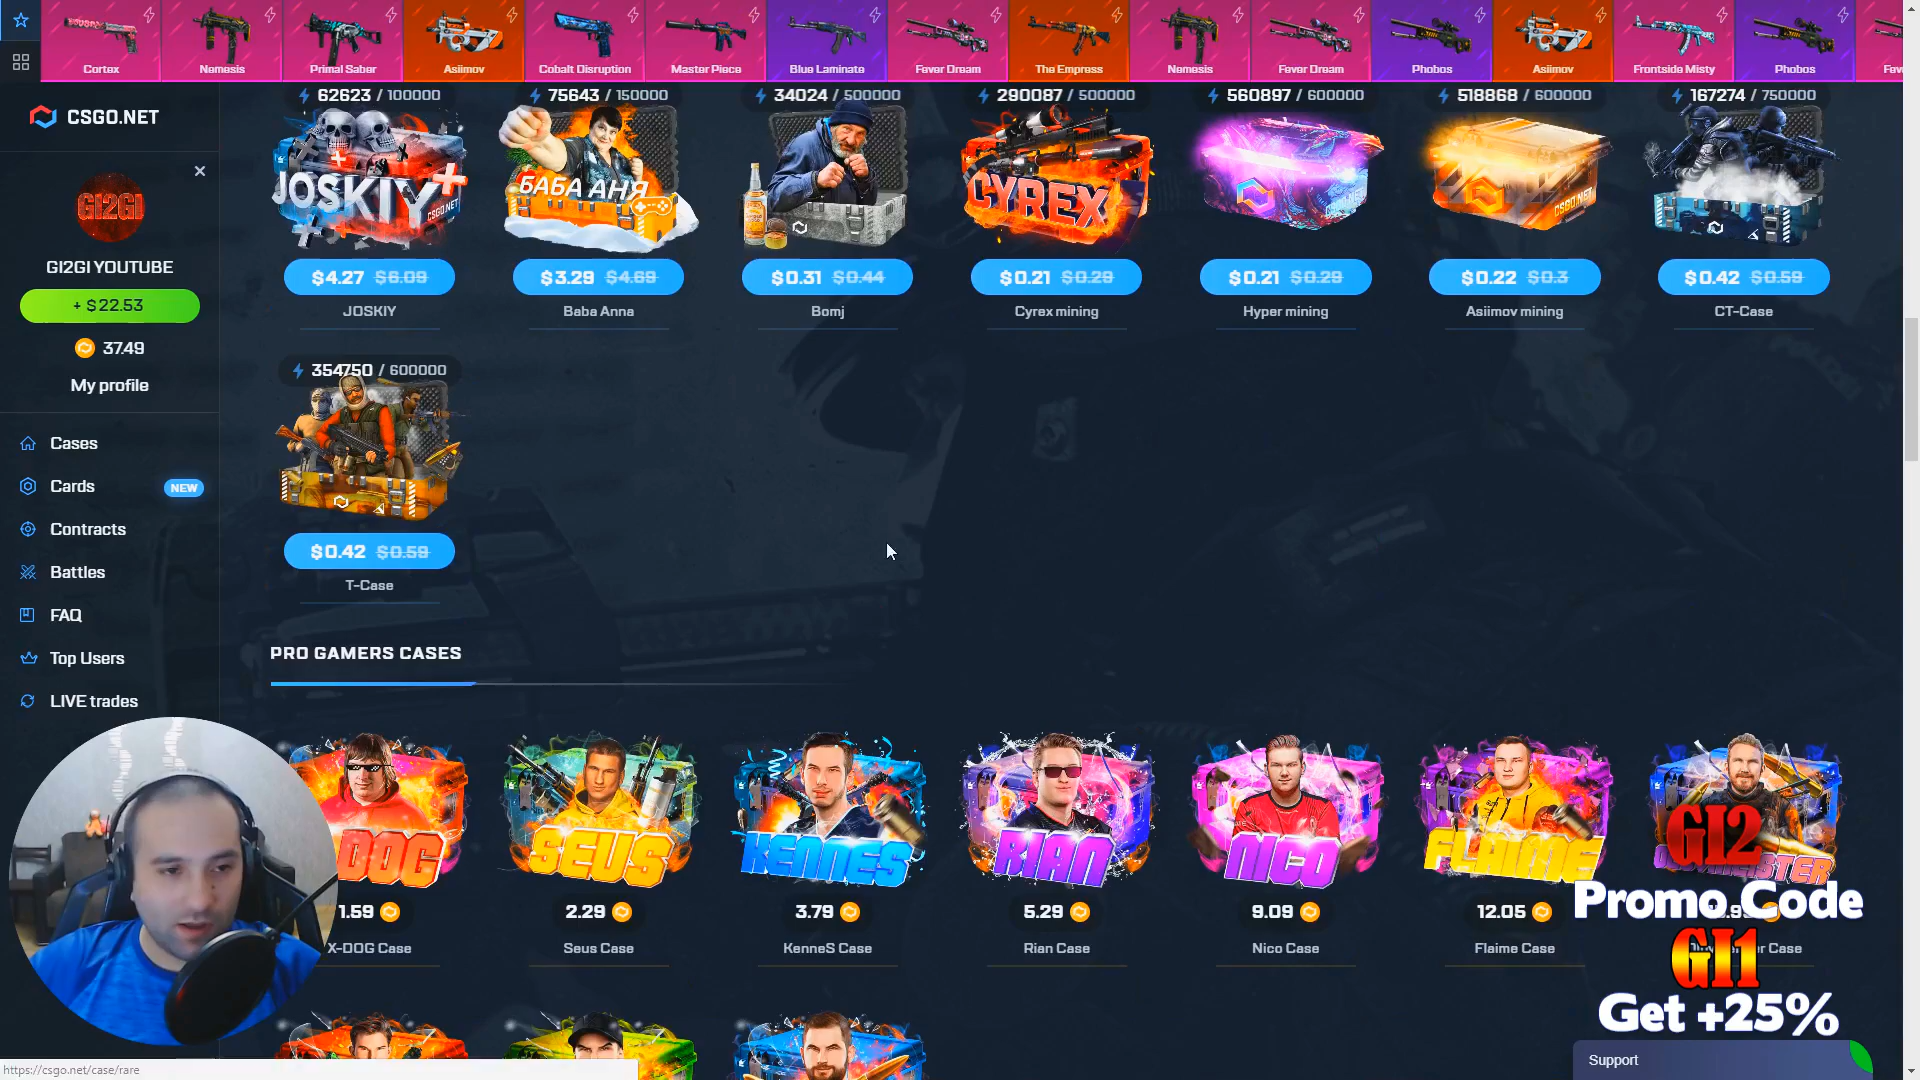 Cortex
Nemesis
Primal Saber
Asiimov
Cobalt Disruption
Master Piece
Blue Laminate
Fever Dream
The Empress
Nemesis
Fever Dream
Phobos
Asiimov
Frontside Misty
Phobos
CSGO.NET
GI2GI
GI2GI YOUTUBE
+ $ 22.53
37.49
My profile
Cases
Cards NEW
Contracts
Battles
FAQ
Top Users
LIVE trades
62623 / 100000
75643 / 150000
34024 / 500000
290087 / 500000
560897 / 600000
518868 / 600000
167274 / 750000
JOSKIY
CSGO.NET
БАБА АНЯ
CYREX
CSGO.NET
$4.27 $6.09
$3.29 $4.69
$0.31 $0.44
$0.21 $0.29
$0.21 $0.29
$0.22 $0.3
$0.42 $0.59
JOSKIY
Baba Anna
Bomj
Cyrex mining
Hyper mining
Asiimov mining
CT-Case
354750 / 600000
$0.42 $0.59
T-Case
PRO GAMERS CASES
DOG
SEUS
KENNES
RIAN
NICO
FLAIME
GI2
1.59
2.29
3.79
5.29
9.09
12.05
X-DOG Case
Seus Case
KenneS Case
Rian Case
Nico Case
Flaime Case
Case
Promo Code
GI1
Get +25%
Support
https://csgo.net/case/rare